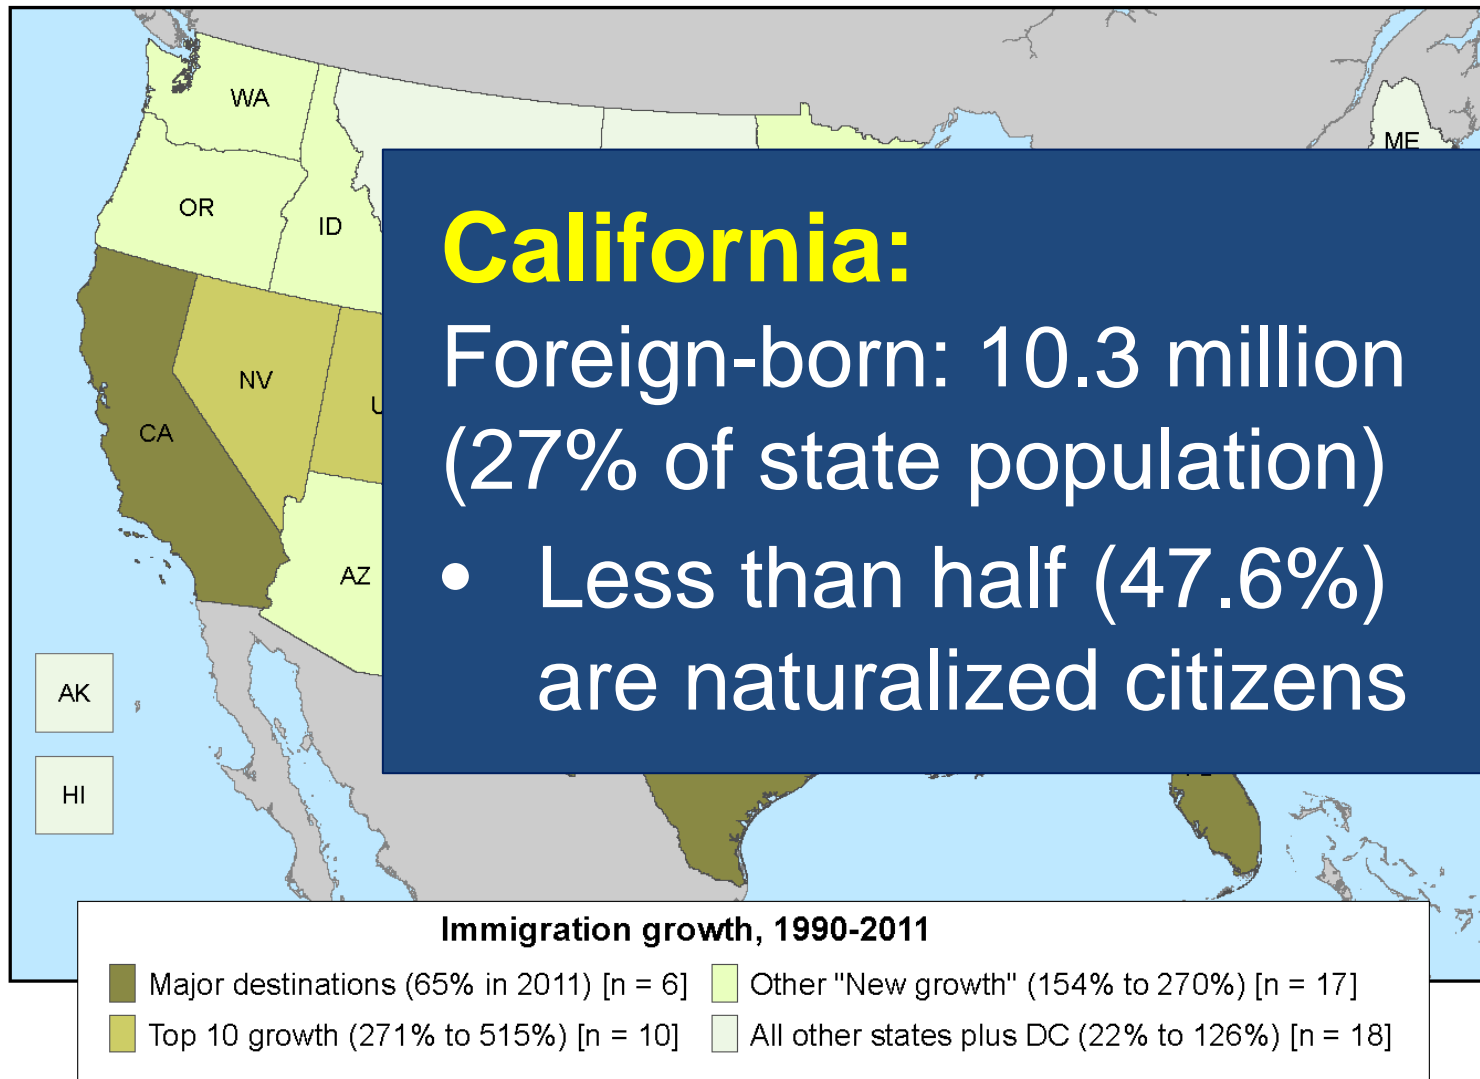 WA
ME
OR
ID
California:
Foreign-born: 10.3 million
(27% of state population)
NV
CA
• Less than half (47.6%)
are naturalized citizens
AZ
AK
HI
Immigration growth, 1990-2011
Major destinations (65% in 2011) [n = 6]
Other "New growth" (154% to 270%) [n = 17]
Top 10 growth (271% to 515%) [n = 10]
All other states plus DC (22% to 126%) [n = 18]